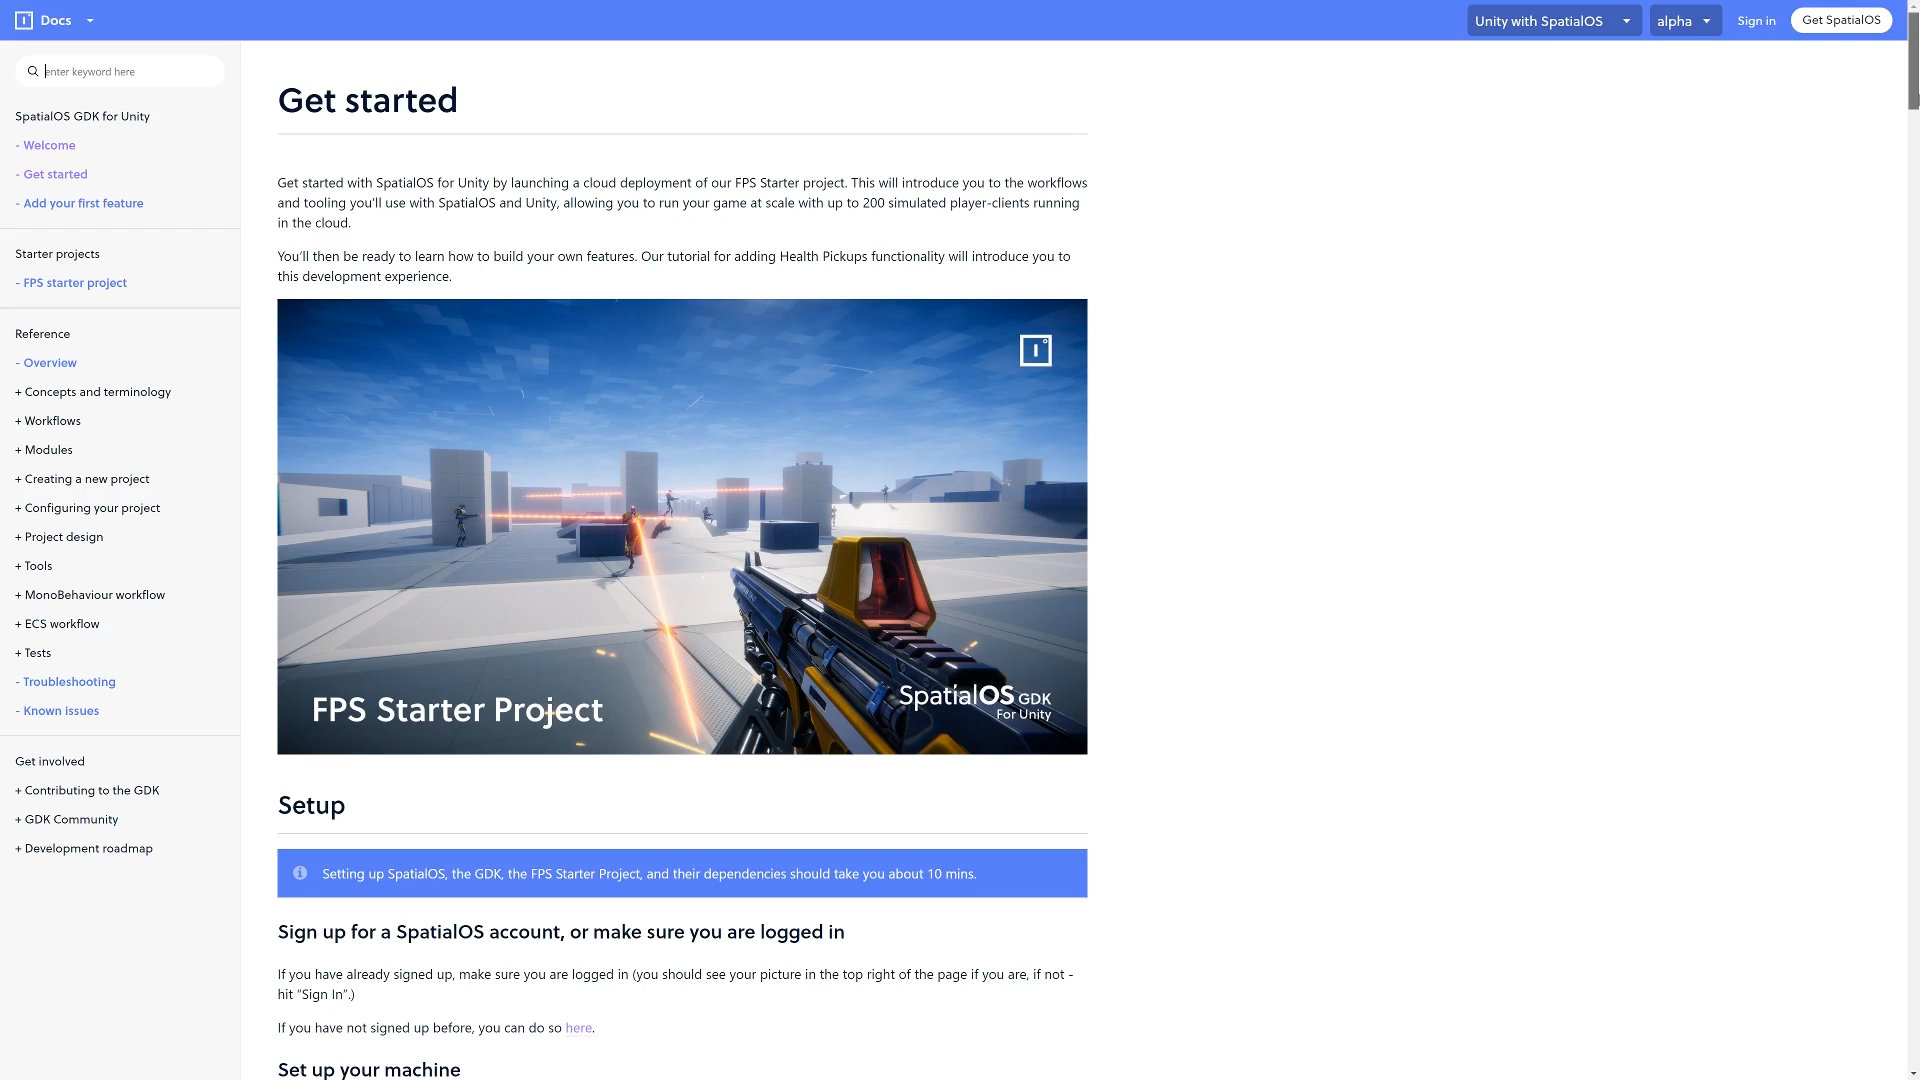 Docs
Unity with SpatialOS
alpha
Sign in
Get SpatialOS
enter keyword here
SpatialOS GDK for Unity
- Welcome
- Get started
- Add your first feature
Starter projects
- FPS starter project
Reference
- Overview
+ Concepts and terminology
+ Workflows
+ Modules
+ Creating a new project
+ Configuring your project
+ Project design
+ Tools
+ MonoBehaviour workflow
+ ECS workflow
+ Tests
- Troubleshooting
- Known issues
Get involved
+ Contributing to the GDK
+ GDK Community
+ Development roadmap
Get started
Get started with SpatialOS for Unity by launching a cloud deployment of our FPS Starter project. This will introduce you to the workflows
and tooling you’ll use with SpatialOS and Unity, allowing you to run your game at scale with up to 200 simulated player-clients running
in the cloud.
You’ll then be ready to learn how to build your own features. Our tutorial for adding Health Pickups functionality will introduce you to
this development experience.
FPS Starter Project
SpatialOS GDK
For Unity
Setup
Setting up SpatialOS, the GDK, the FPS Starter Project, and their dependencies should take you about 10 mins.
Sign up for a SpatialOS account, or make sure you are logged in
If you have already signed up, make sure you are logged in (you should see your picture in the top right of the page if you are, if not -
hit “Sign In”.)
If you have not signed up before, you can do so here.
Set up your machine